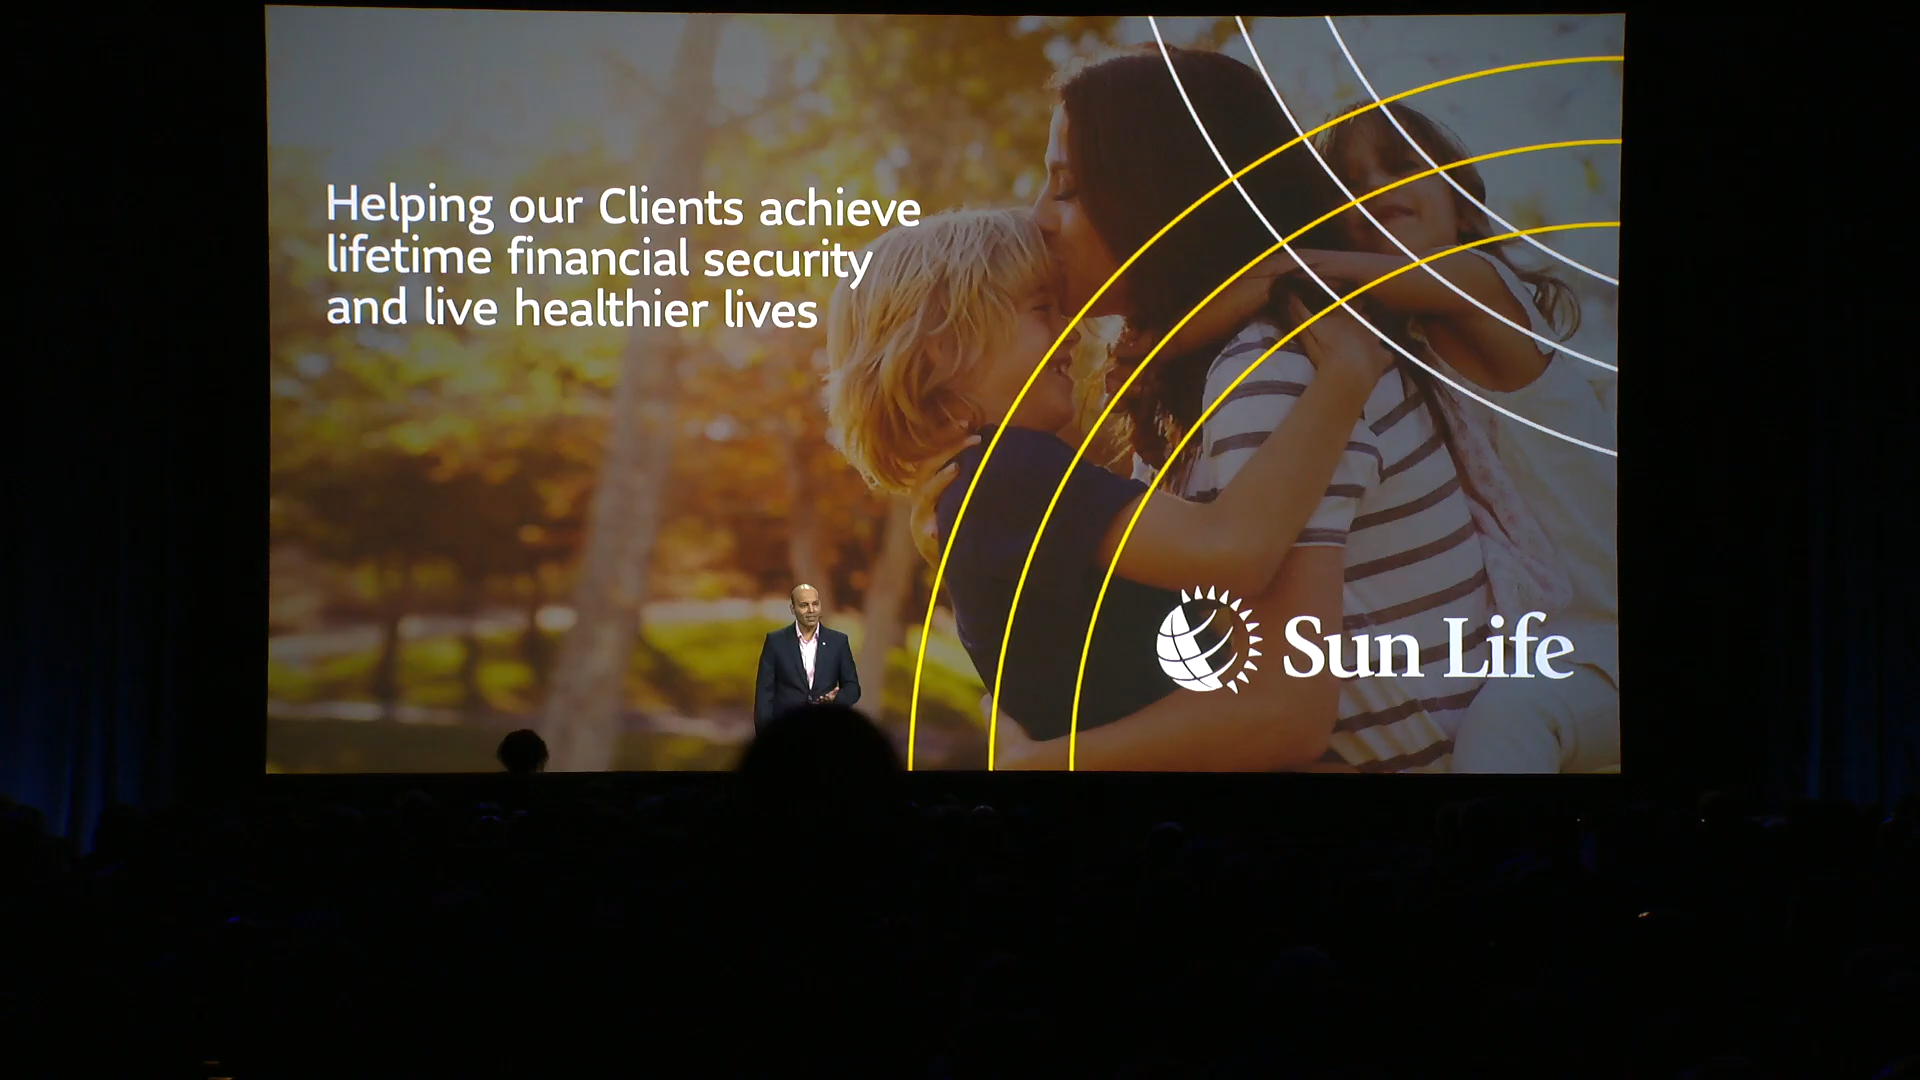 Helping our Clients achieve
lifetime financial security
and live healthier lives
Sun Life